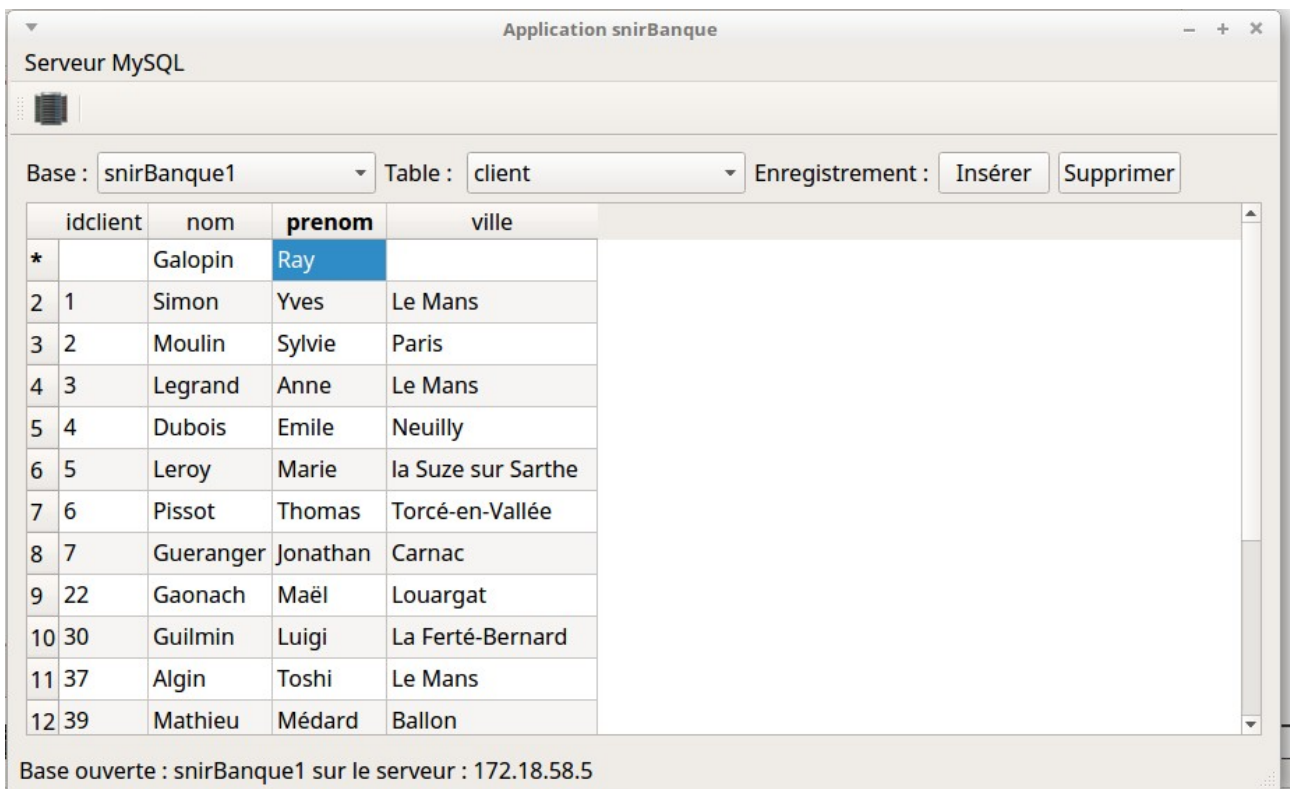 Application snirBanque
Serveur MySQL
Base : snirBanque1 Table : client Enregistrement : Insérer Supprimer
idclient nom prenom ville
* Galopin Ray
2 1 Simon Yves Le Mans
3 2 Moulin Sylvie Paris
4 3 Legrand Anne Le Mans
5 4 Dubois Emile Neuilly
6 5 Leroy Marie la Suze sur Sarthe
7 6 Pissot Thomas Torcé-en-Vallée
8 7 Gueranger Jonathan Carnac
9 22 Gaonach Maël Louargat
10 30 Guilmin Luigi La Ferté-Bernard
11 37 Algin Toshi Le Mans
12 39 Mathieu Médard Ballon
Base ouverte : snirBanque1 sur le serveur : 172.18.58.5